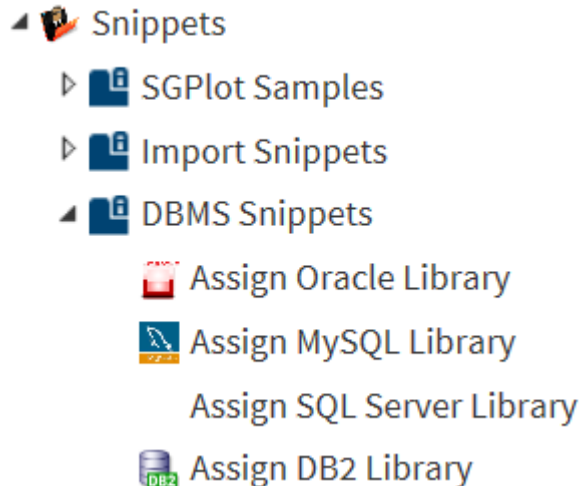 Snippets
SGPlot Samples
Import Snippets
DBMS Snippets
Assign Oracle Library
Assign MySQL Library
Assign SQL Server Library
Assign DB2 Library
DB2